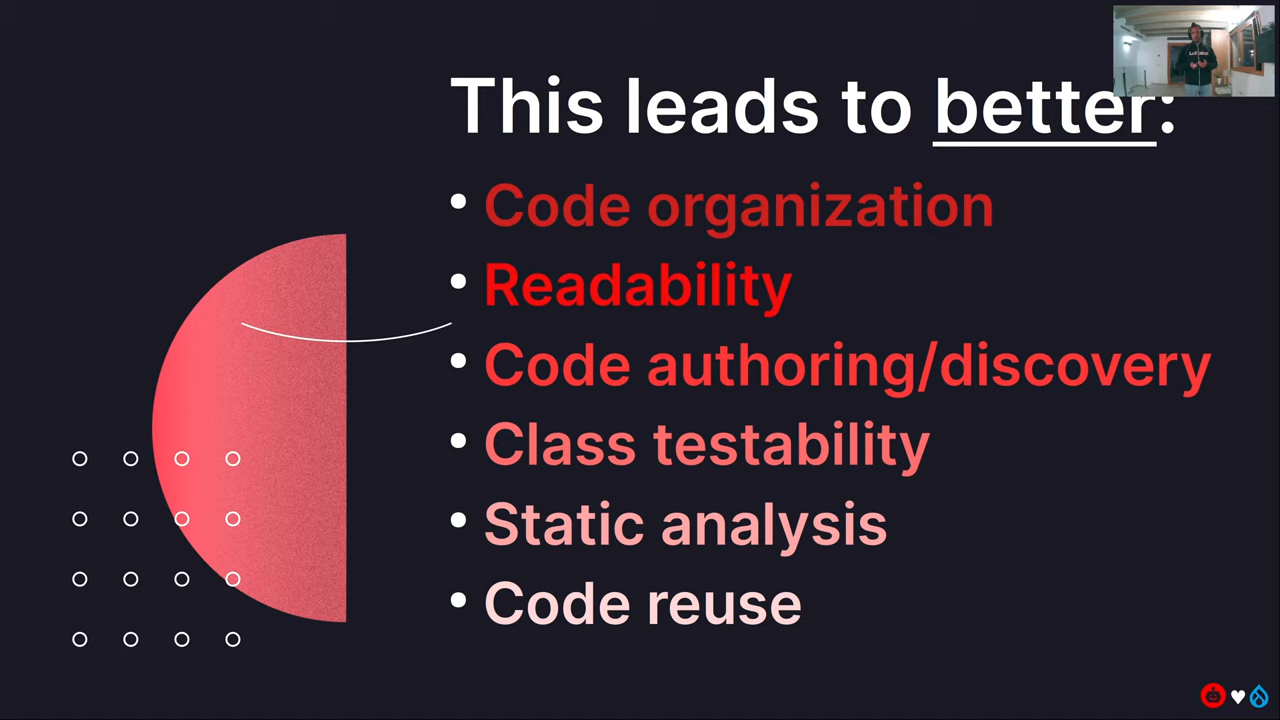 This leads to better:
• Code organization
• Readability
• Code authoring/discovery
• Class testability
• Static analysis
• Code reuse